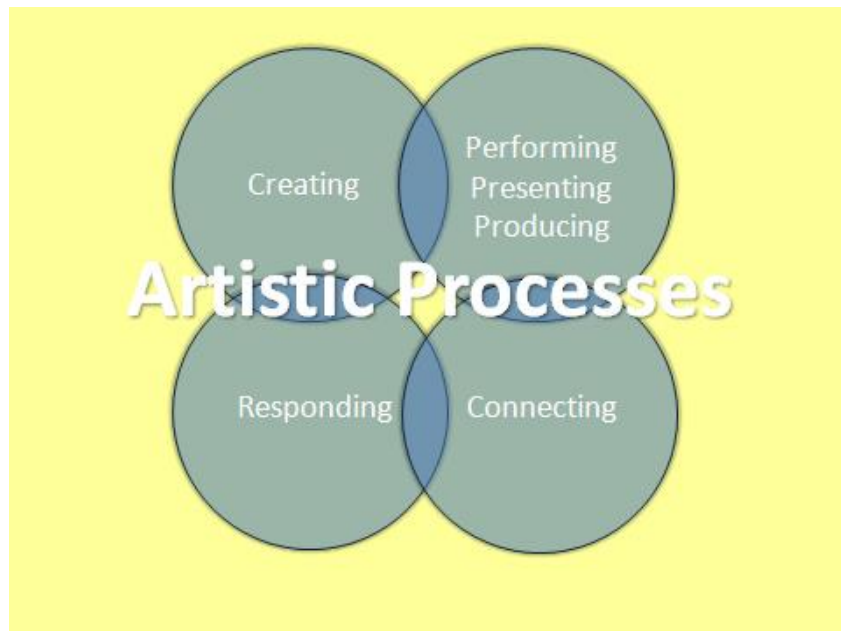 Creating
Performing
Presenting
Producing
Artistic Processes
Responding
Connecting